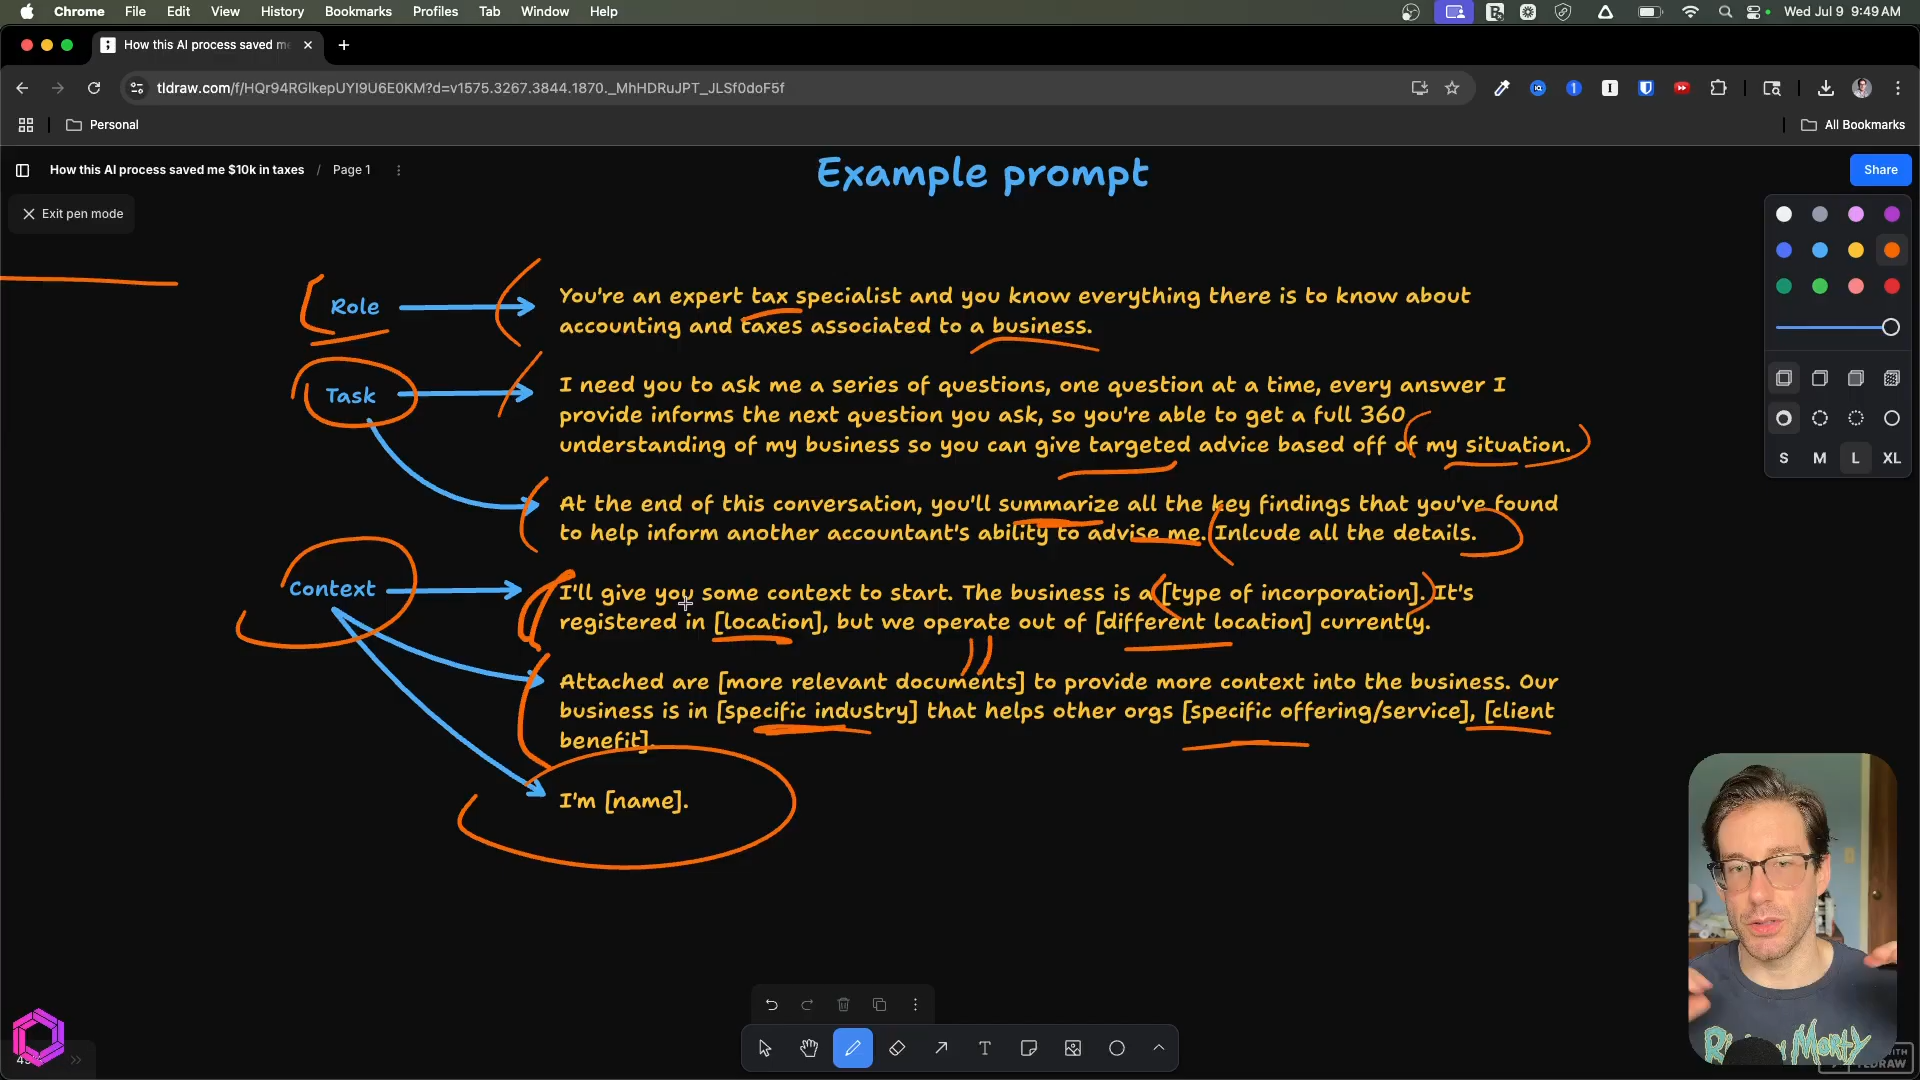 Chrome File Edit View History Bookmarks Profiles Tab Window Help Wed Jul 9 9:49 AM
How this AI process saved me
tldraw.com/f/HQr94RGlkepUYI9U6E0KM?d=v1575.3267.3844.1870._MhHDRuJPT_JLSf0doF5f
Personal All Bookmarks
How this AI process saved me $10k in taxes / Page 1
Share
Exit pen mode
Example prompt
Role
You're an expert tax specialist and you know everything there is to know about
accounting and taxes associated to a business.
Task
I need you to ask me a series of questions, one question at a time, every answer I
provide informs the next question you ask, so you're able to get a full 360
understanding of my business so you can give targeted advice based off of my situation.
At the end of this conversation, you'll summarize all the key findings that you've found
to help inform another accountant's ability to advise me. Inlcude all the details.
Context
I'll give you some context to start. The business is a [type of incorporation]. It's
registered in [location], but we operate out of [different location] currently.
Attached are [more relevant documents] to provide more context into the business. Our
business is in [specific industry] that helps other orgs [specific offering/service], [client
benefit].
I'm [name].
S M L XL